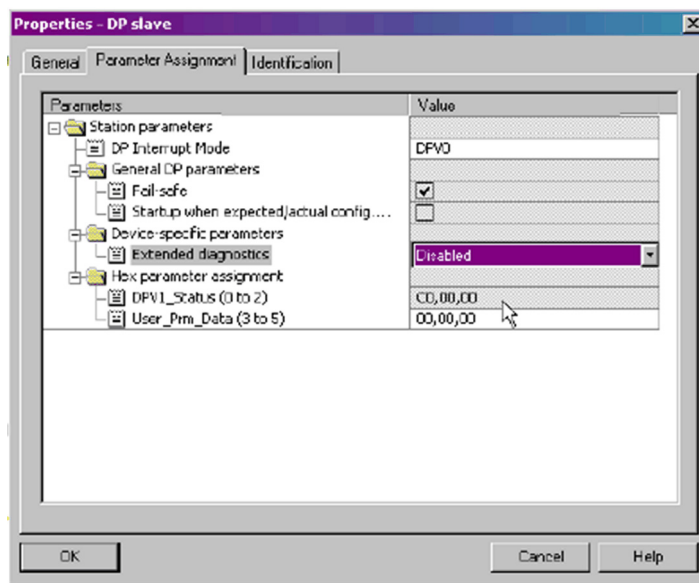 Properties - DP slave
General Parameter Assignment Identification
Parameters Value
Station parameters
DP Interrupt Mode DPV0
General DP parameters
Fail-safe
Startup when expected/actual config....
Device-specific parameters
Extended diagnostics Disabled
Hex parameter assignment
DPV1_Status (0 to 2) C0,00,00
User_Prm_Data (3 to 5) 00,00,00
OK Cancel Help